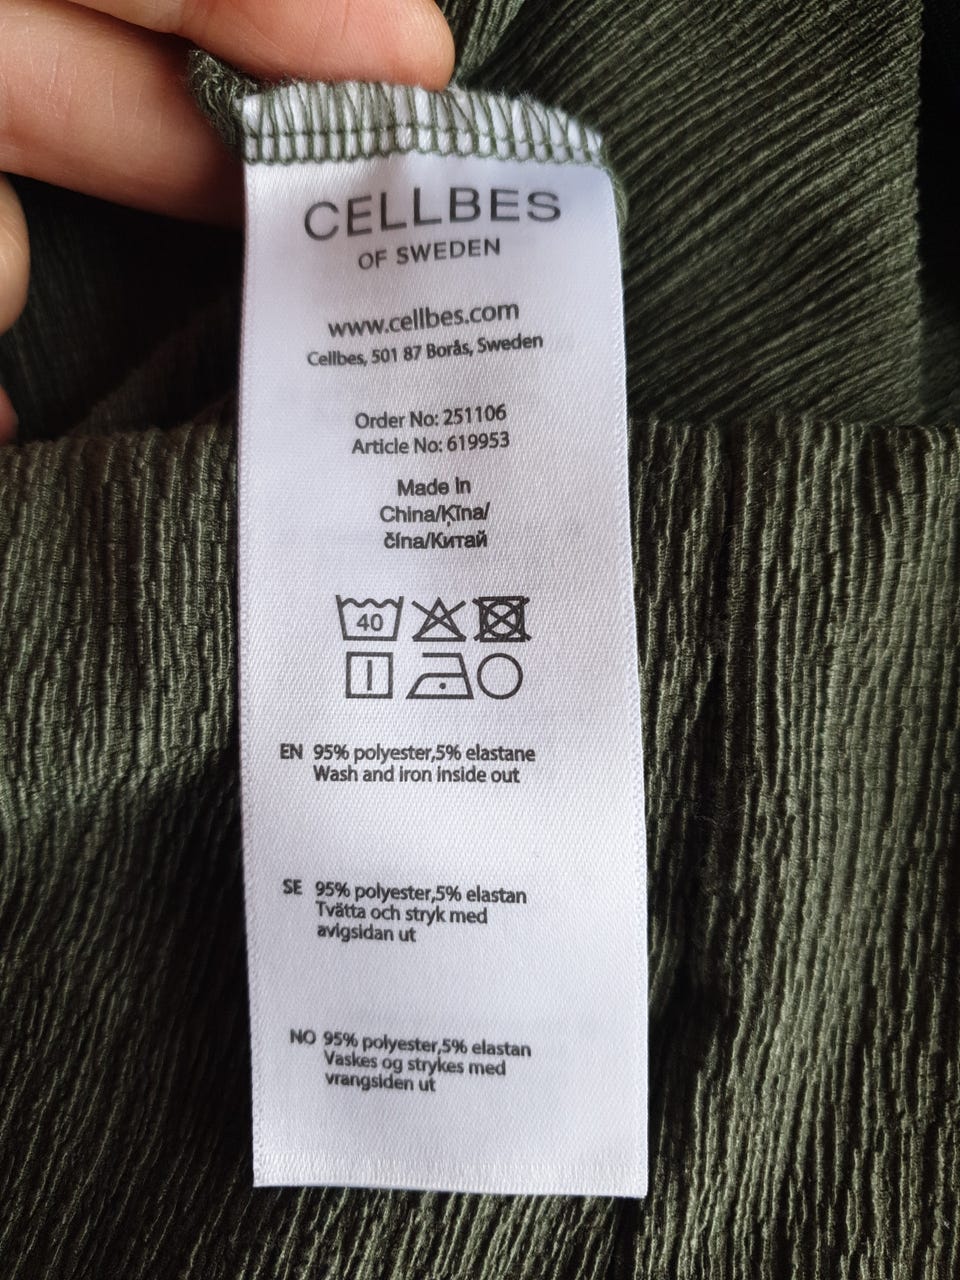 CELLBES
OF SWEDEN
www.cellbes.com
Cellbes, 501 87 Borås, Sweden
Order No: 251106
Article No: 619953
Made In
China/Ķīna/
čína/Китай
40
EN 95% polyester,5% elastane
Wash and iron inside out
SE 95% polyester,5% elastan
Tvätta och stryk med
avigsidan ut
NO 95% polyester,5% elastan
Vaskes og strykes med
vrangsiden ut